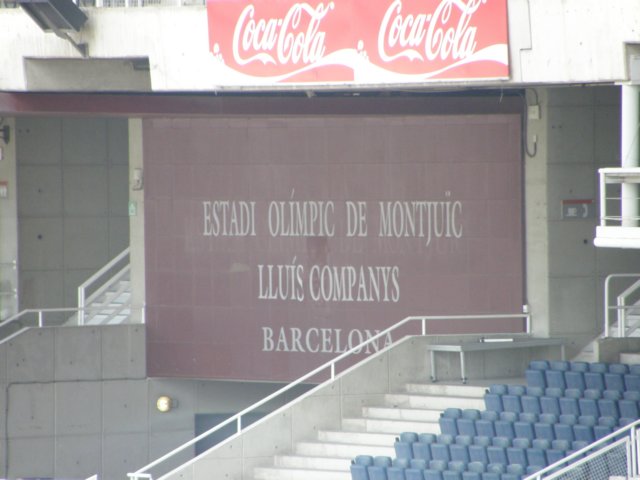 Coca-Cola Coca-Cola
ESTADI OLÍMPIC DE MONTJUÏC
LLUÍS COMPANYS
BARCELONA